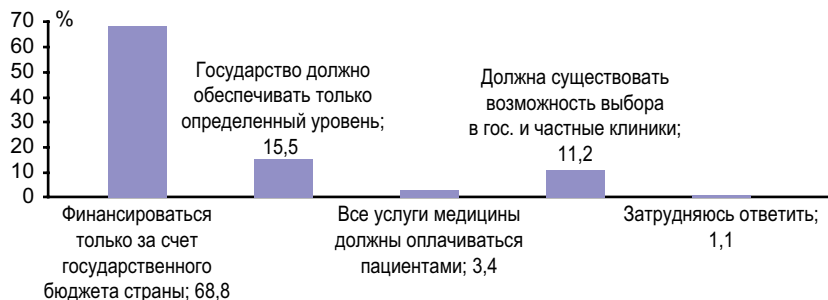 70 %
60
50
40
30
20
10
0
Государство должно
обеспечивать только
определенный уровень;
15,5
Должна существовать
возможность выбора
в гос. и частные клиники;
11,2
Финансироваться
только за счет
государственного
бюджета страны; 68,8
Все услуги медицины
должны оплачиваться
пациентами; 3,4
Затрудняюсь ответить;
1,1